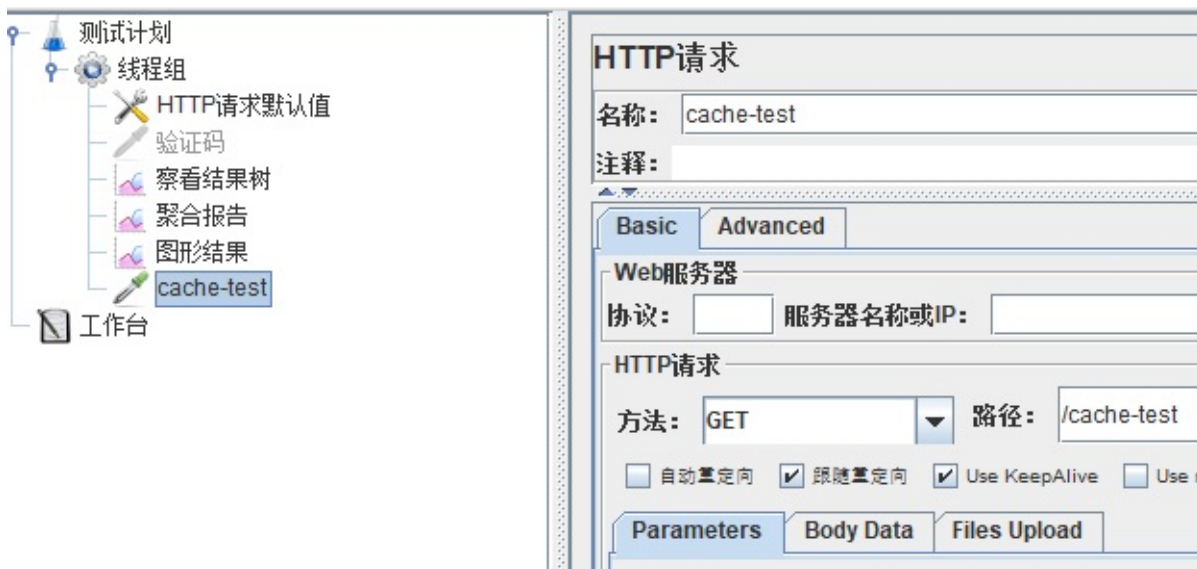 测试计划
线程组
HTTP请求默认值
验证码
察看结果树
聚合报告
图形结果
cache-test
工作台
HTTP请求
名称： cache-test
注释：
Basic Advanced
Web服务器
协议： 服务器名称或IP：
HTTP请求
方法： GET 路径： /cache-test
自动重定向 跟随重定向 Use KeepAlive Use
Parameters Body Data Files Upload